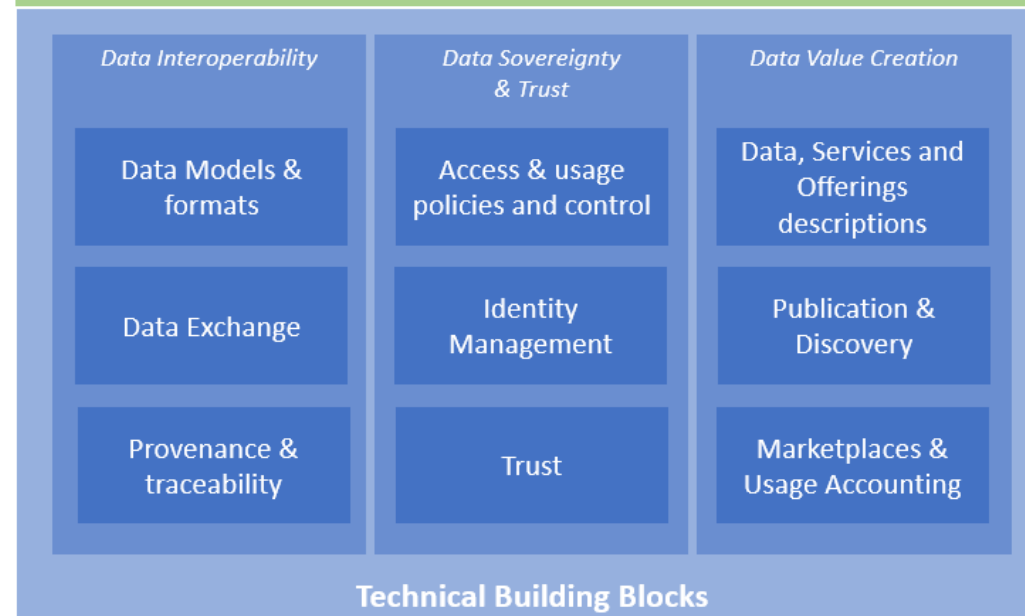 Data Interoperability
Data Models &
formats
Data Exchange
Provenance &
traceability
Data Sovereignty
& Trust
Access & usage
policies and control
Identity
Management
Trust
Data Value Creation
Data, Services and
Offerings
descriptions
Publication &
Discovery
Marketplaces &
Usage Accounting
Technical Building Blocks